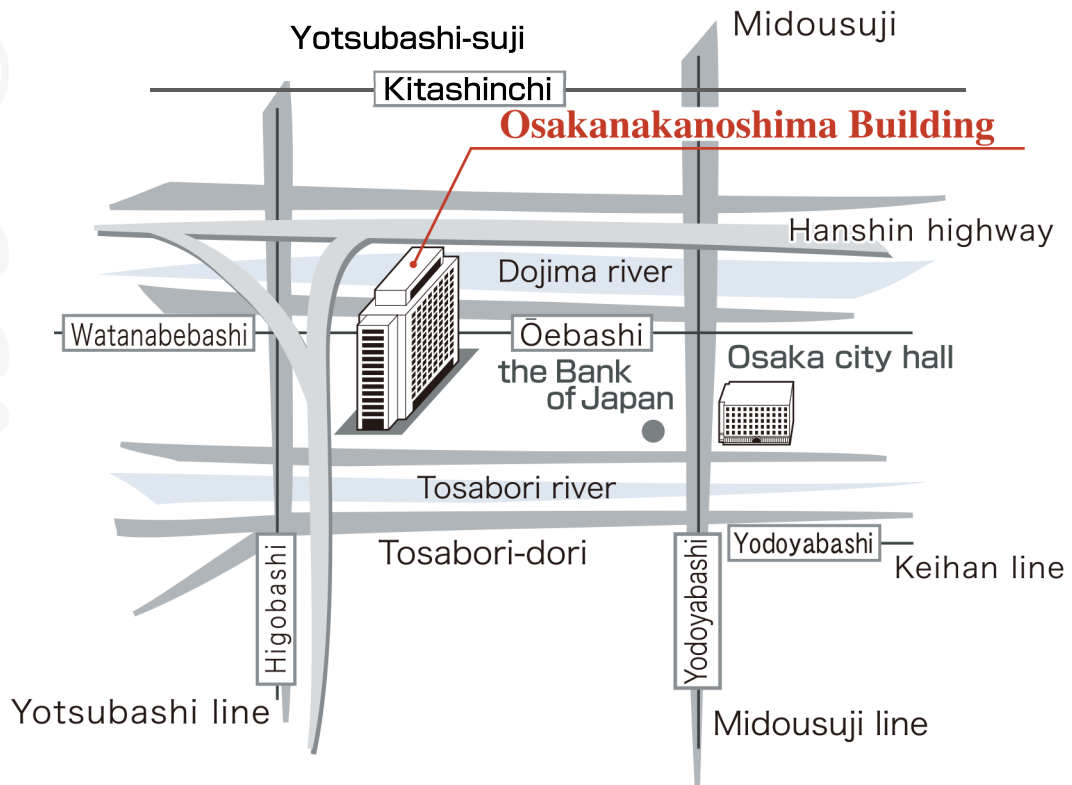 Midousuji
Yotsubashi-suji
Kitashinchi
Osakanakanoshima Building
Hanshin highway
Dojima river
Watanabebashi
Ōebashi
Osaka city hall
the Bank
of Japan
Tosabori river
Tosabori-dori
Yodoyabashi
Keihan line
Higobashi
Yodoyabashi
Yotsubashi line
Midousuji line